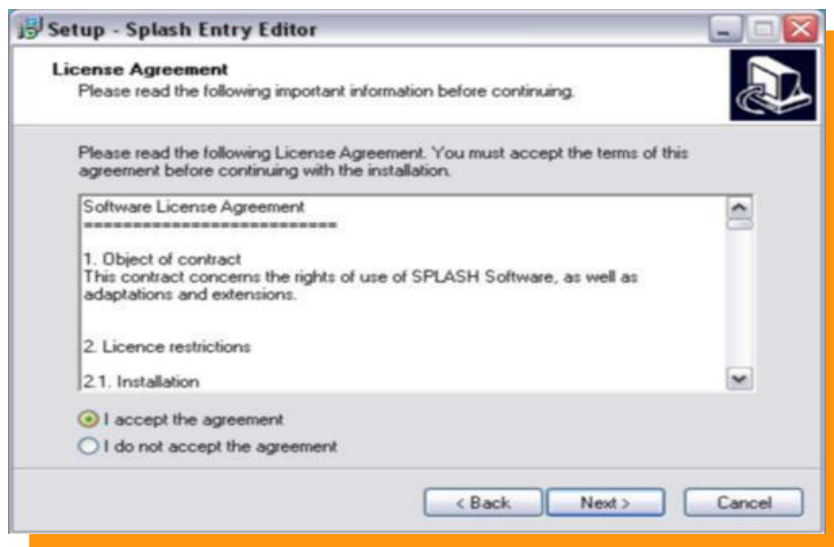 Setup - Splash Entry Editor
License Agreement
Please read the following important information before continuing.
Please read the following License Agreement. You must accept the terms of this
agreement before continuing with the installation.
Software License Agreement
===========================
1. Object of contract
This contract concerns the rights of use of SPLASH Software, as well as
adaptations and extensions.
2. Licence restrictions
2.1. Installation
I accept the agreement
I do not accept the agreement
< Back
Next >
Cancel